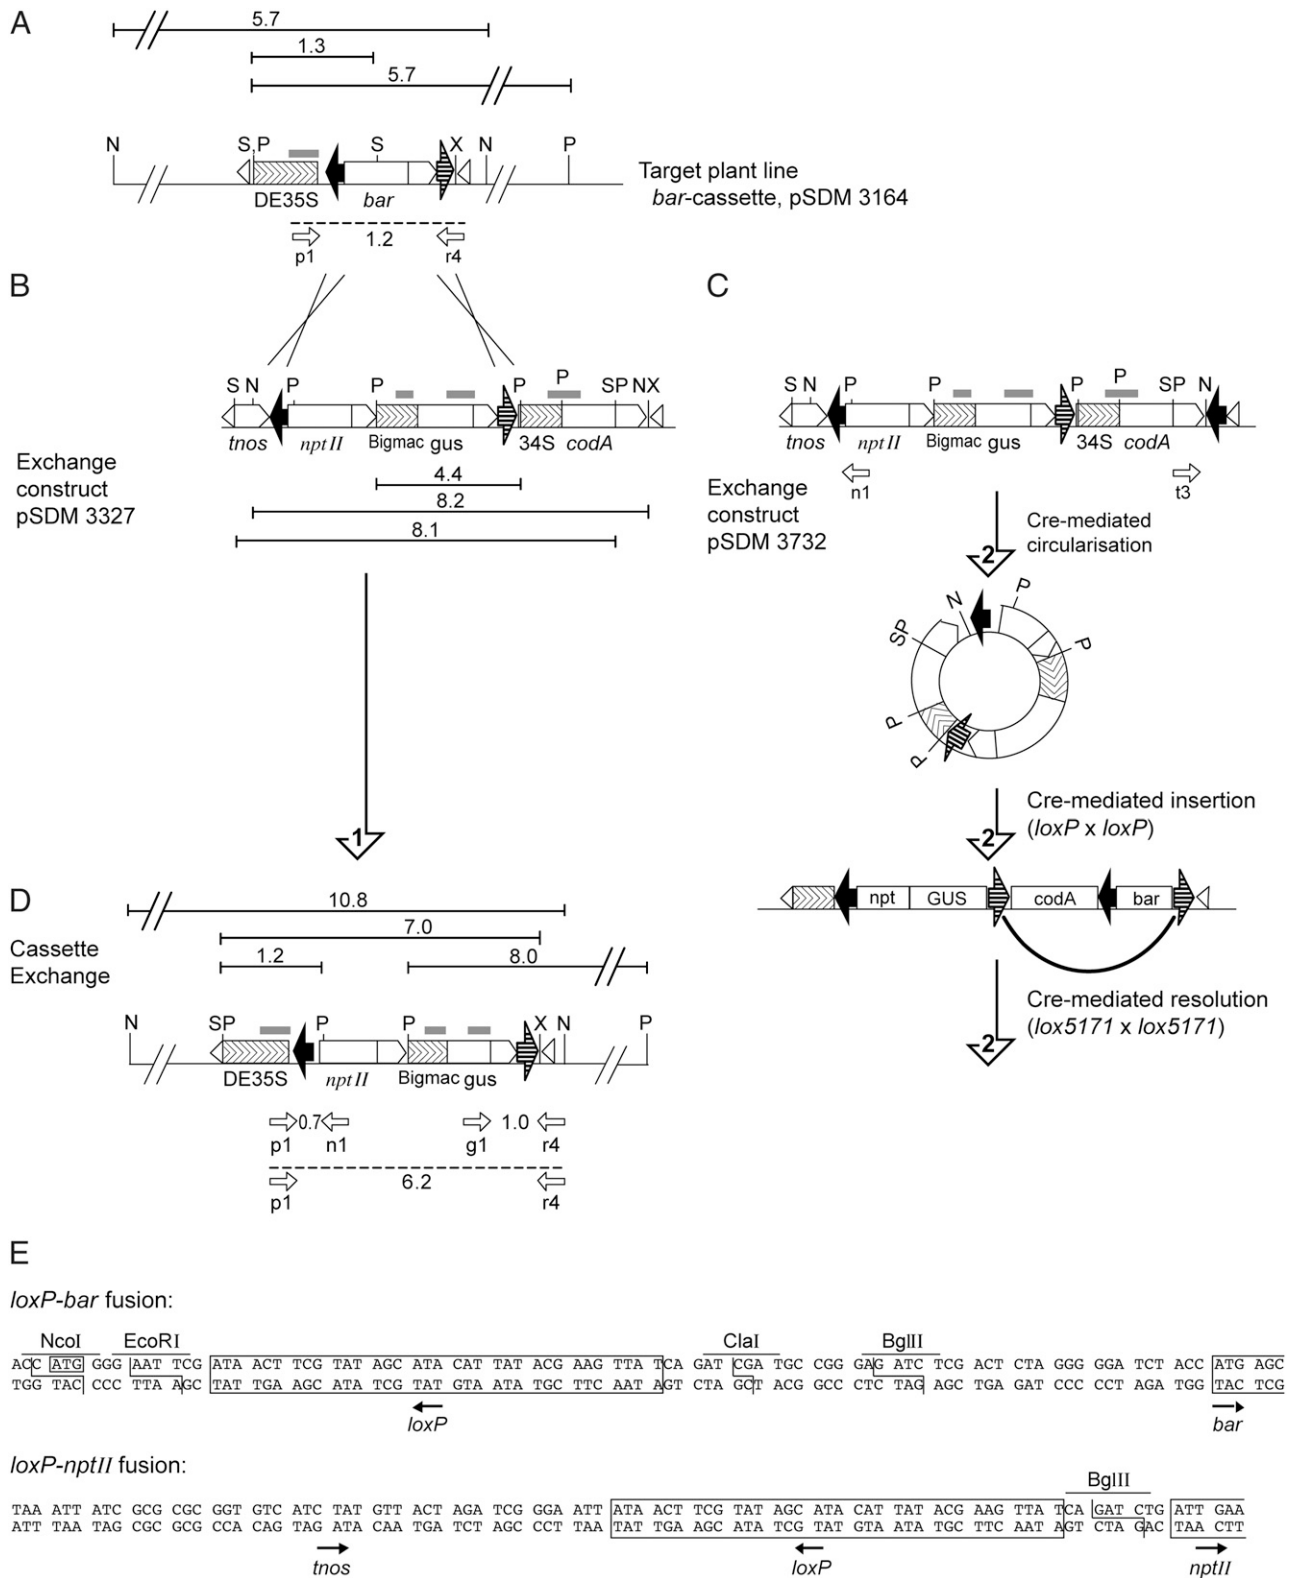 A
5.7
1.3
5.7
N S,P S X N P
DE35S bar
Target plant line
bar-cassette, pSDM 3164
1.2
p1 r4
B
S N P P P P SP NX
tnos nptII Bigmac gus 34S codA
Exchange
construct
pSDM 3327
4.4
8.2
8.1
1
C
S N P P P P SP N
tnos nptII Bigmac gus 34S codA
n1 t3
Exchange
construct
pSDM 3732
2
Cre-mediated
circularisation
N P
SP P
P
P
2
Cre-mediated insertion
(loxP x loxP)
npt GUS codA bar
2
Cre-mediated resolution
(lox5171 x lox5171)
D
Cassette
Exchange
10.8
7.0
1.2 8.0
N SP P P X N P
DE35S nptII Bigmac gus
0.7 1.0
p1 n1 g1 r4
6.2
p1 r4
E
loxP-bar fusion:
NcoI EcoRI ClaI BglII
ACC ATG GGG AAT TCG ATA ACT TCG TAT AGC ATA CAT TAT ACG AAG TTA TCA GAT CGA TGC CGG GAG ATC TCG ACT CTA GGG GGA TCT ACC ATG AGC
TGG TAC CCC TTA AGC TAT TGA AGC ATA TCG TAT GTA ATA TGC TTC AAT AGT CTA GCT ACG GCC CTC TAG AGC TGA GAT CCC CCT AGA TGG TAC TCG
loxP bar
loxP-nptII fusion:
BglII
TAA ATT ATC GCG CGC GGT GTC ATC TAT GTT ACT AGA TCG GGA ATT ATA ACT TCG TAT AGC ATA CAT TAT ACG AAG TTA TCA GAT CTG ATT GAA
ATT TAA TAG CGC GCG CCA CAG TAG ATA CAA TGA TCT AGC CCT TAA TAT TGA AGC ATA TCG TAT GTA ATA TGC TTC AAT AGT CTA GAC TAA CTT
tnos loxP nptII